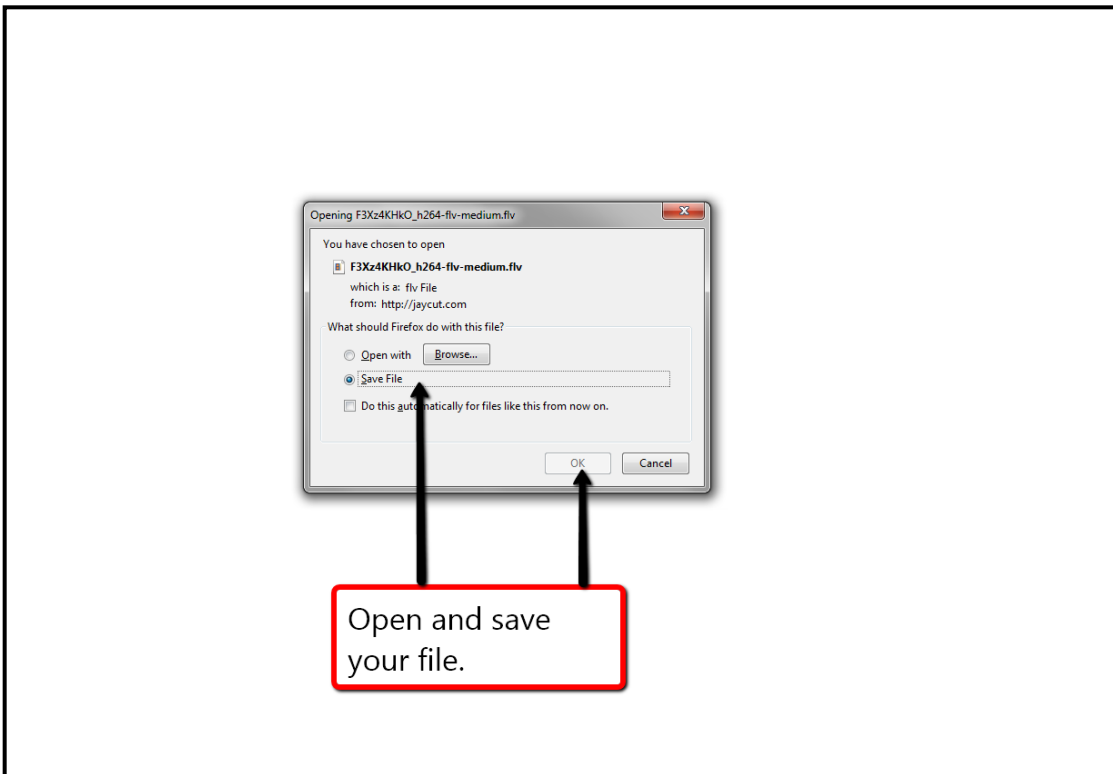 Opening F3Xz4KHkO_h264-flv-medium.flv
You have chosen to open
F3Xz4KHkO_h264-flv-medium.flv
which is a: flv File
from: http://jaycut.com
What should Firefox do with this file?
Open with Browse...
Save File
Do this automatically for files like this from now on.
OK Cancel
Open and save
your file.